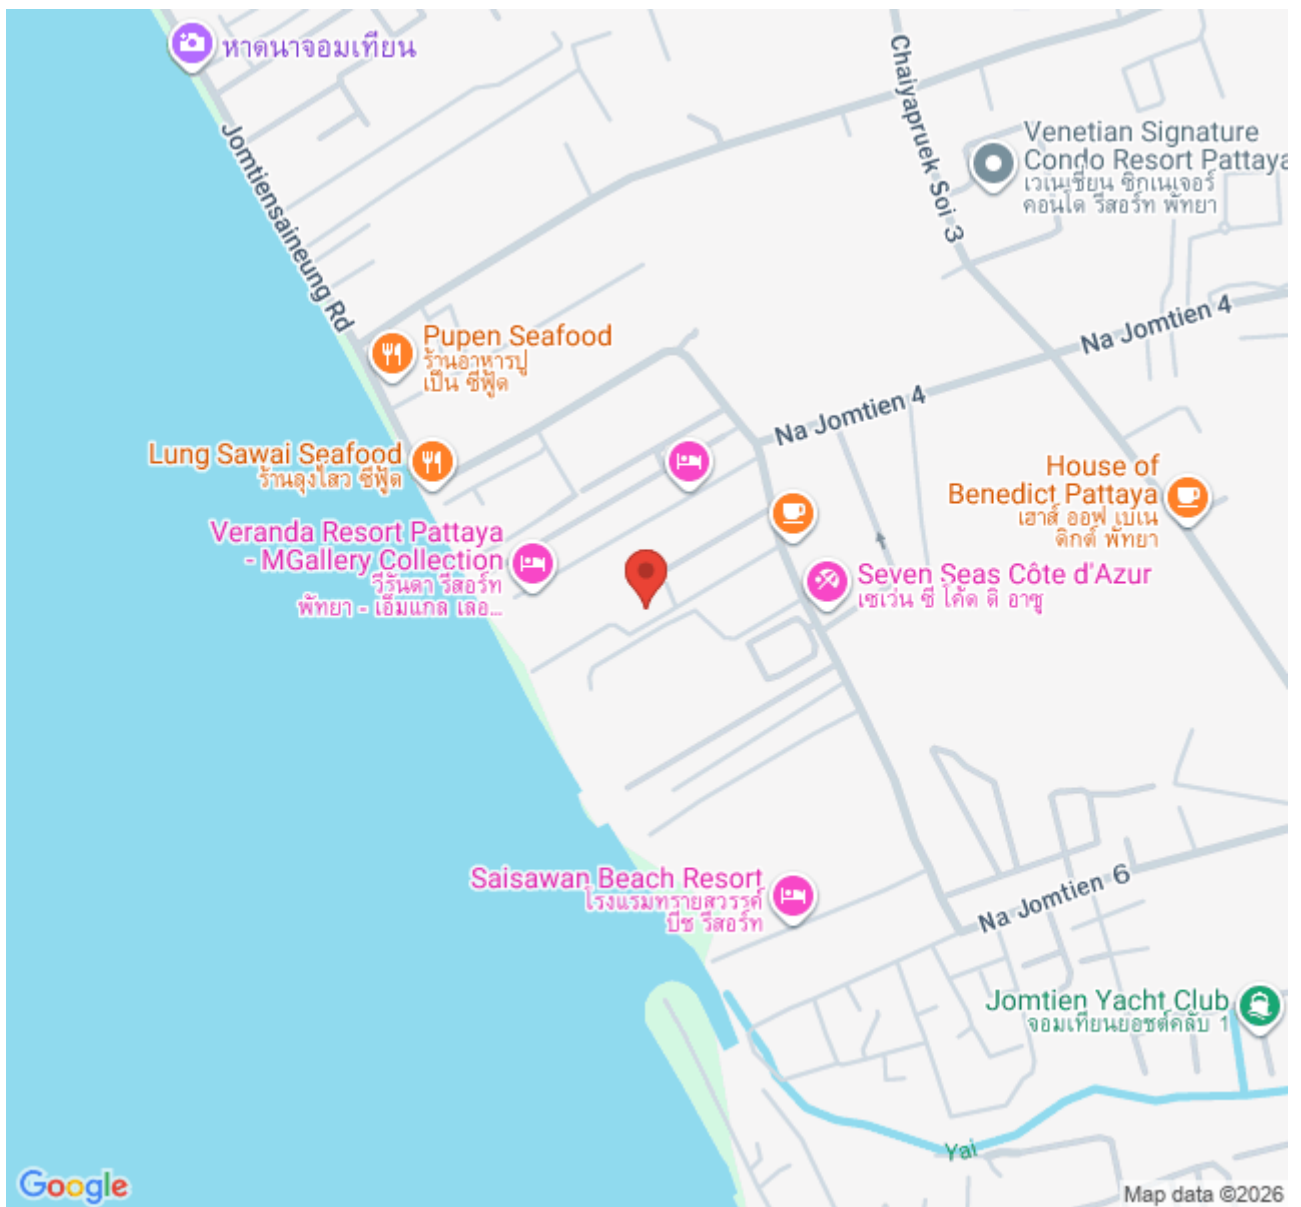 หาดนาจอมเทียน
Jomtiensaineung Rd
Chaiyapruek Soi 3
Venetian Signature
Condo Resort Pattaya
เวเนเชี่ยน ซิกเนเจอร์
คอนโด รีสอร์ท พัทยา
Na Jomtien 4
Pupen Seafood
ร้านอาหารปู
เป็น ซีฟู้ด
Na Jomtien 4
Lung Sawai Seafood
ร้านลุงไสว ซีฟู้ด
House of
Benedict Pattaya
เฮาส์ ออฟ เบเน
ดิกต์ พัทยา
Veranda Resort Pattaya
- MGallery Collection
วีรันดา รีสอร์ท
พัทยา - เอ็มแกล เลอ...
Seven Seas Côte d'Azur
เซเว่น ซี โค้ด ดิ อาซู
Saisawan Beach Resort
โรงแรมทรายสวรรค์
บีช รีสอร์ท
Na Jomtien 6
Jomtien Yacht Club
จอมเทียนยอชต์คลับ 1
Yai
Google
Map data ©2026